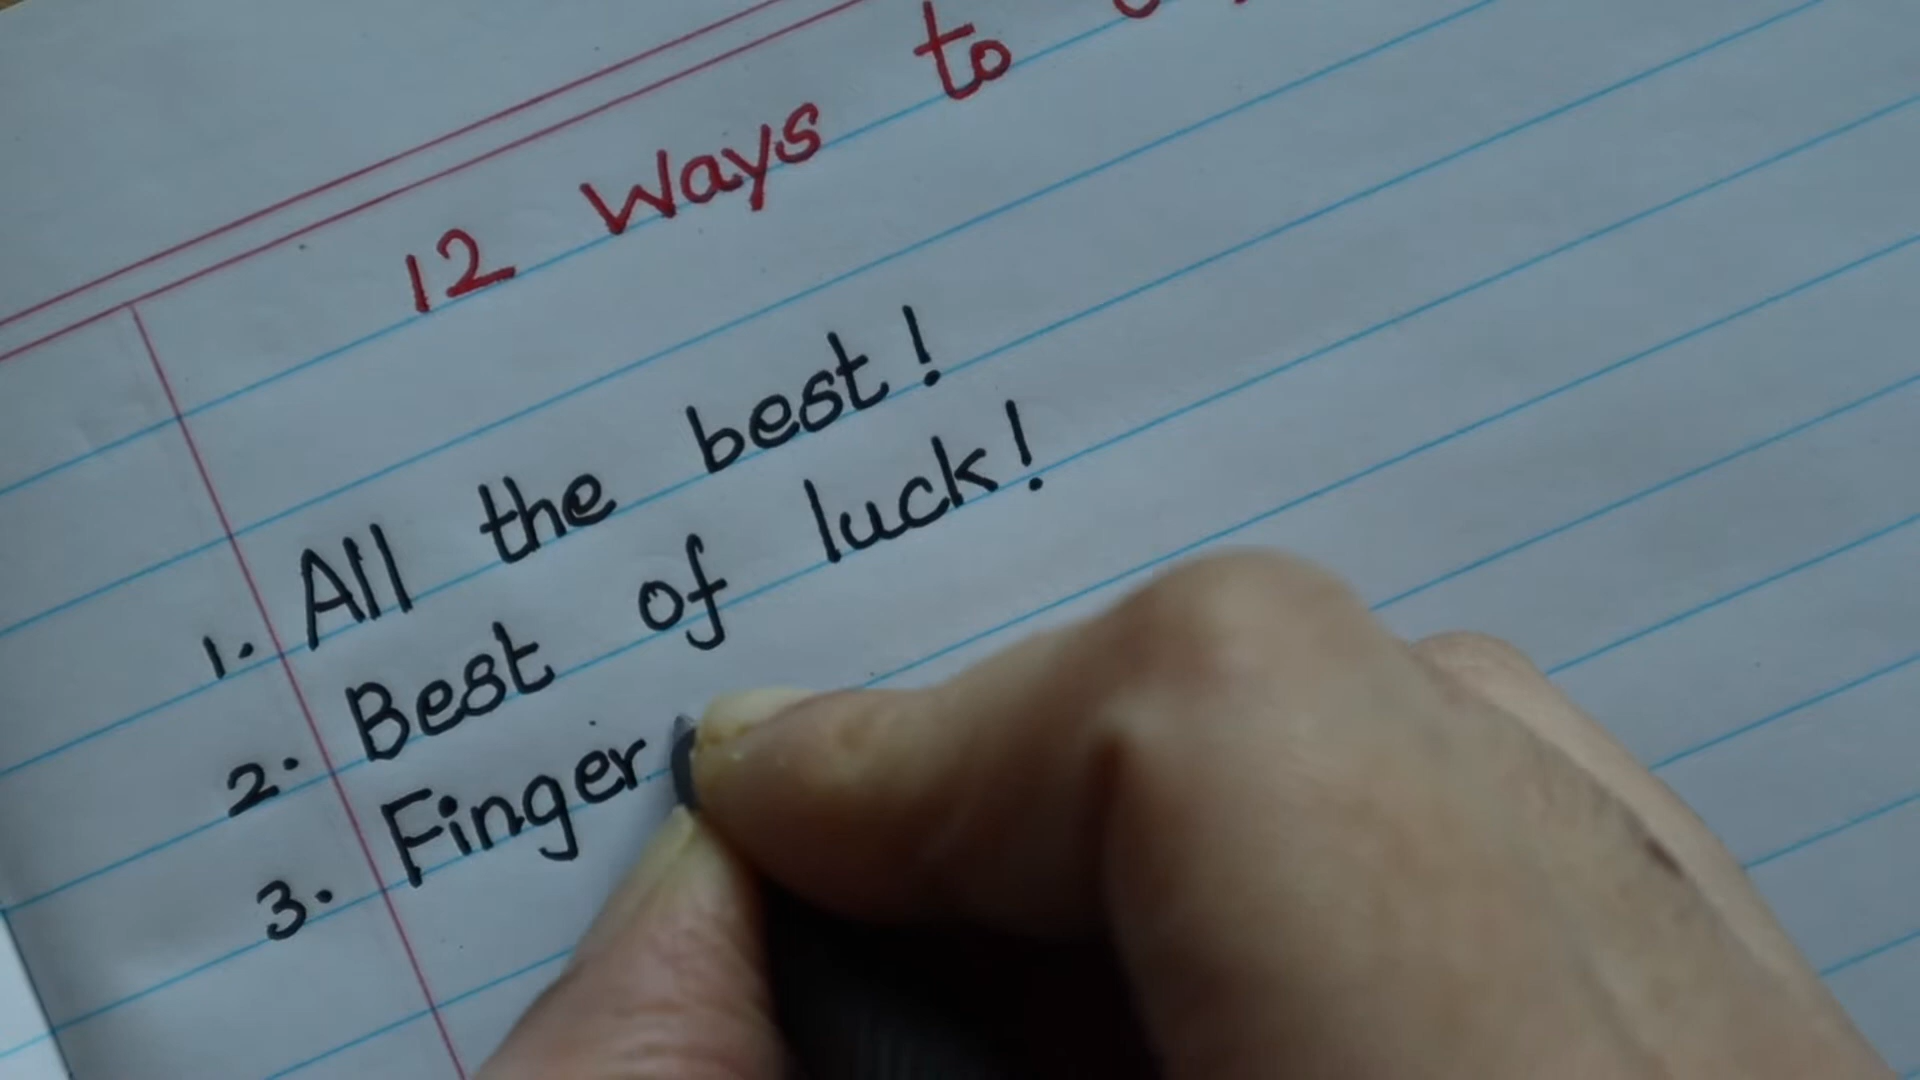 12 Ways to
1. All the best!
2. Best of luck!
3. Finger